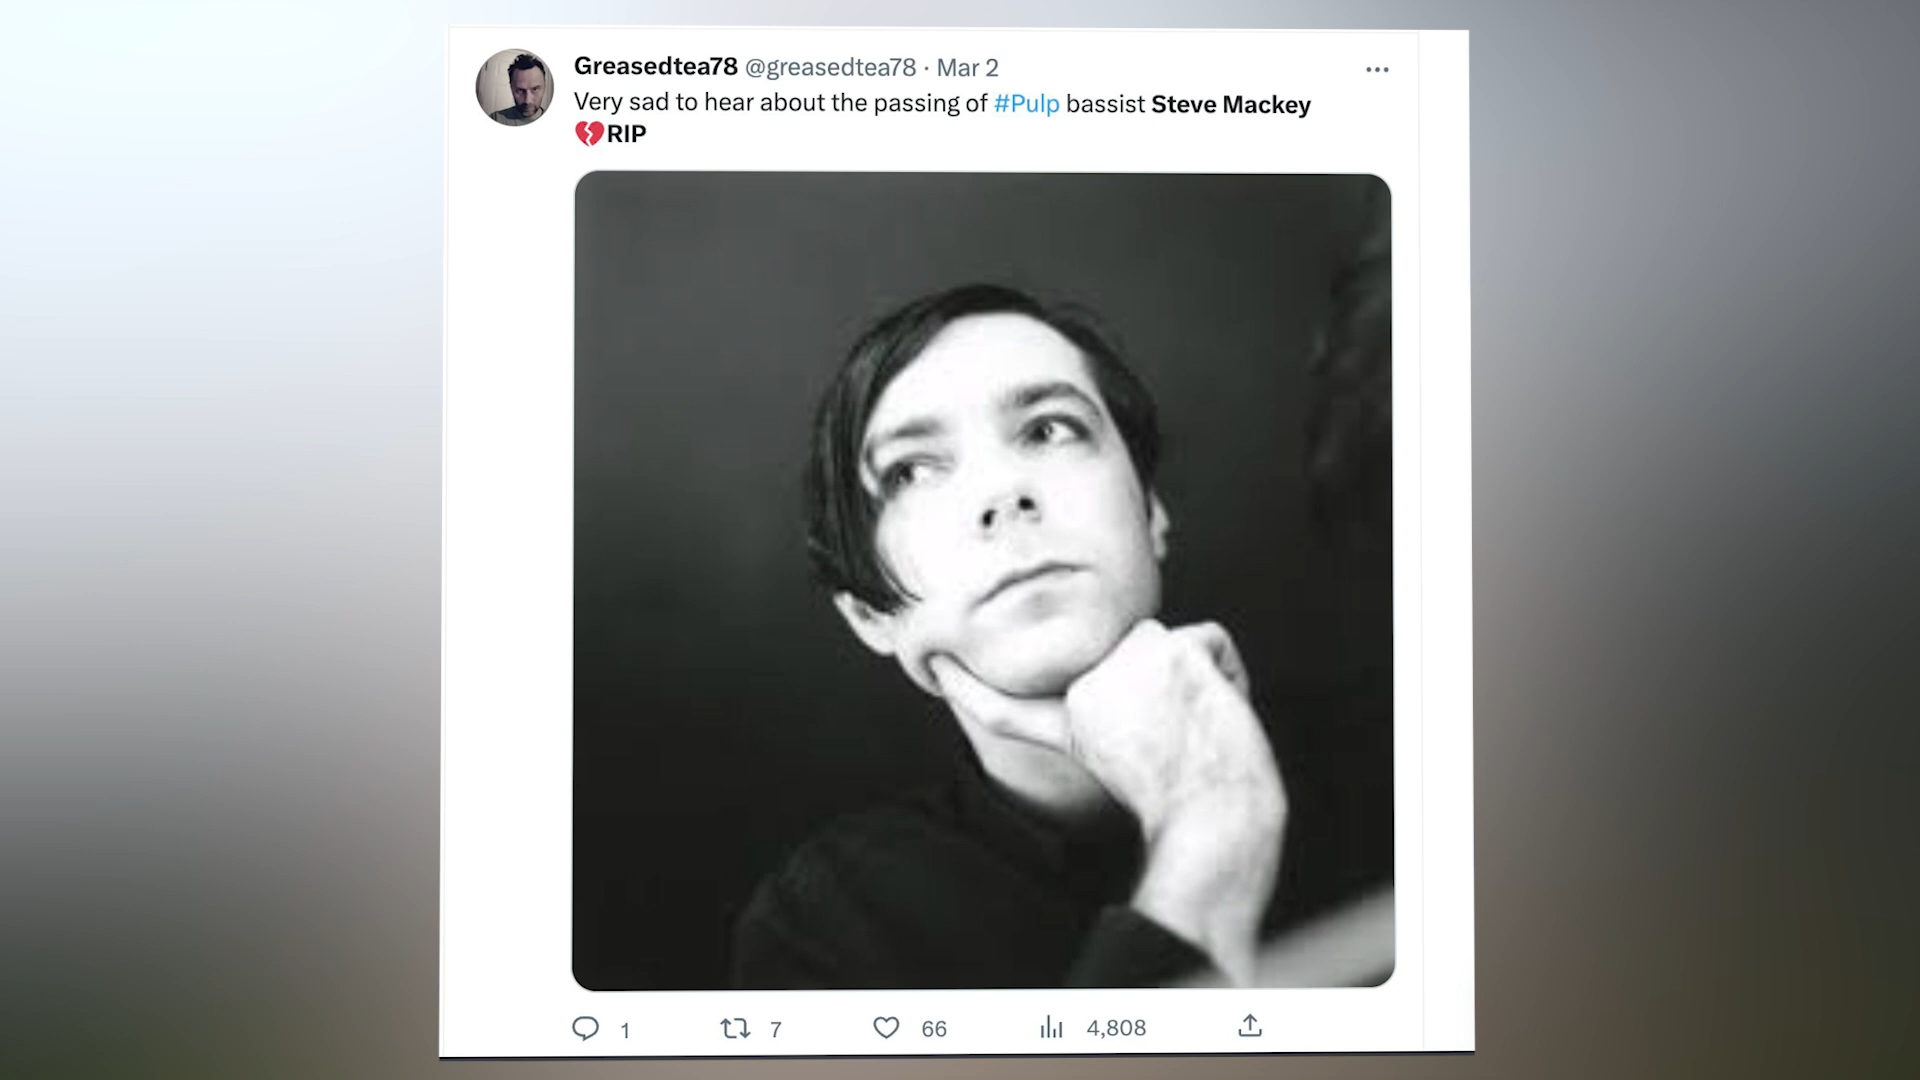 Greasedtea78 @greasedtea78 · Mar 2
Very sad to hear about the passing of #Pulp bassist Steve Mackey
💔RIP
1 7 66 4,808